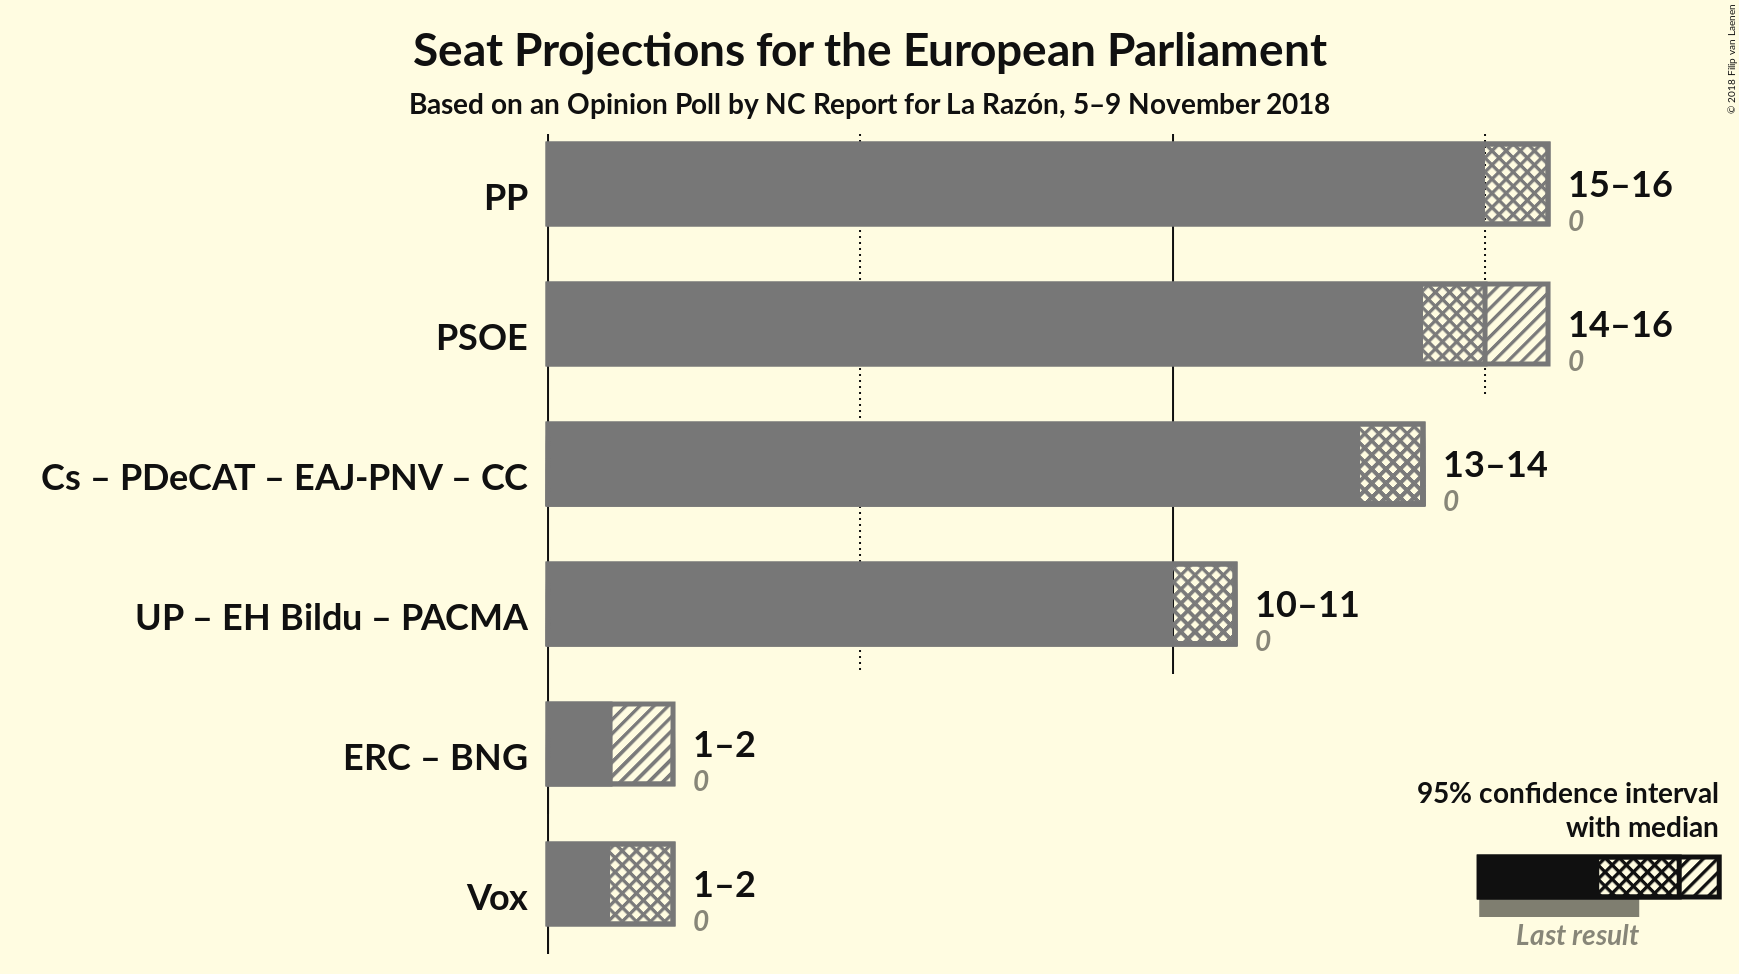 Seat Projections for the European Parliament
Based on an Opinion Poll by NC Report for La Razón, 5–9 November 2018
© 2018 Filip van Laenen
PP
15–16
0
PSOE
14–16
0
Cs – PDeCAT – EAJ-PNV – CC
13–14
0
UP – EH Bildu – PACMA
10–11
0
ERC – BNG
1–2
0
Vox
1–2
0
95% confidence interval
with median
Last result